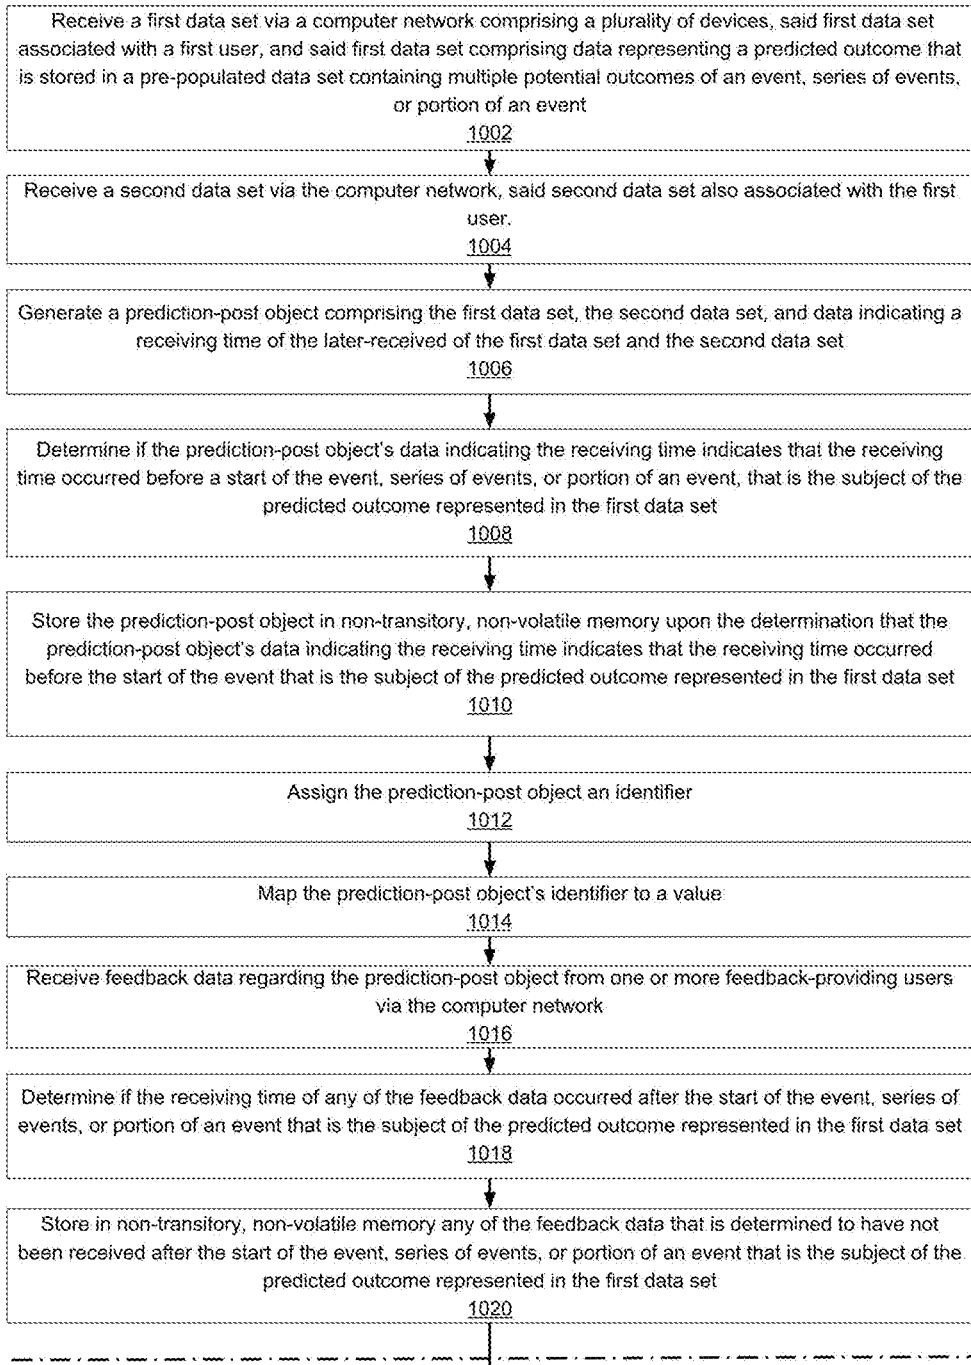 Receive a first data set via a computer network comprising a plurality of devices, said first data set
associated with a first user, and said first data set comprising data representing a predicted outcome that
is stored in a pre-populated data set containing multiple potential outcomes of an event, series of events,
or portion of an event
1002
Receive a second data set via the computer network, said second data set also associated with the first
user.
1004
Generate a prediction-post object comprising the first data set, the second data set, and data indicating a
receiving time of the later-received of the first data set and the second data set
1006
Determine if the prediction-post object's data indicating the receiving time indicates that the receiving
time occurred before a start of the event, series of events, or portion of an event, that is the subject of the
predicted outcome represented in the first data set
1008
Store the prediction-post object in non-transitory, non-volatile memory upon the determination that the
prediction-post object's data indicating the receiving time indicates that the receiving time occurred
before the start of the event that is the subject of the predicted outcome represented in the first data set
1010
Assign the prediction-post object an identifier
1012
Map the prediction-post object's identifier to a value
1014
Receive feedback data regarding the prediction-post object from one or more feedback-providing users
via the computer network
1016
Determine if the receiving time of any of the feedback data occurred after the start of the event, series of
events, or portion of an event that is the subject of the predicted outcome represented in the first data set
1018
Store in non-transitory, non-volatile memory any of the feedback data that is determined to have not
been received after the start of the event, series of events, or portion of an event that is the subject of the
predicted outcome represented in the first data set
1020